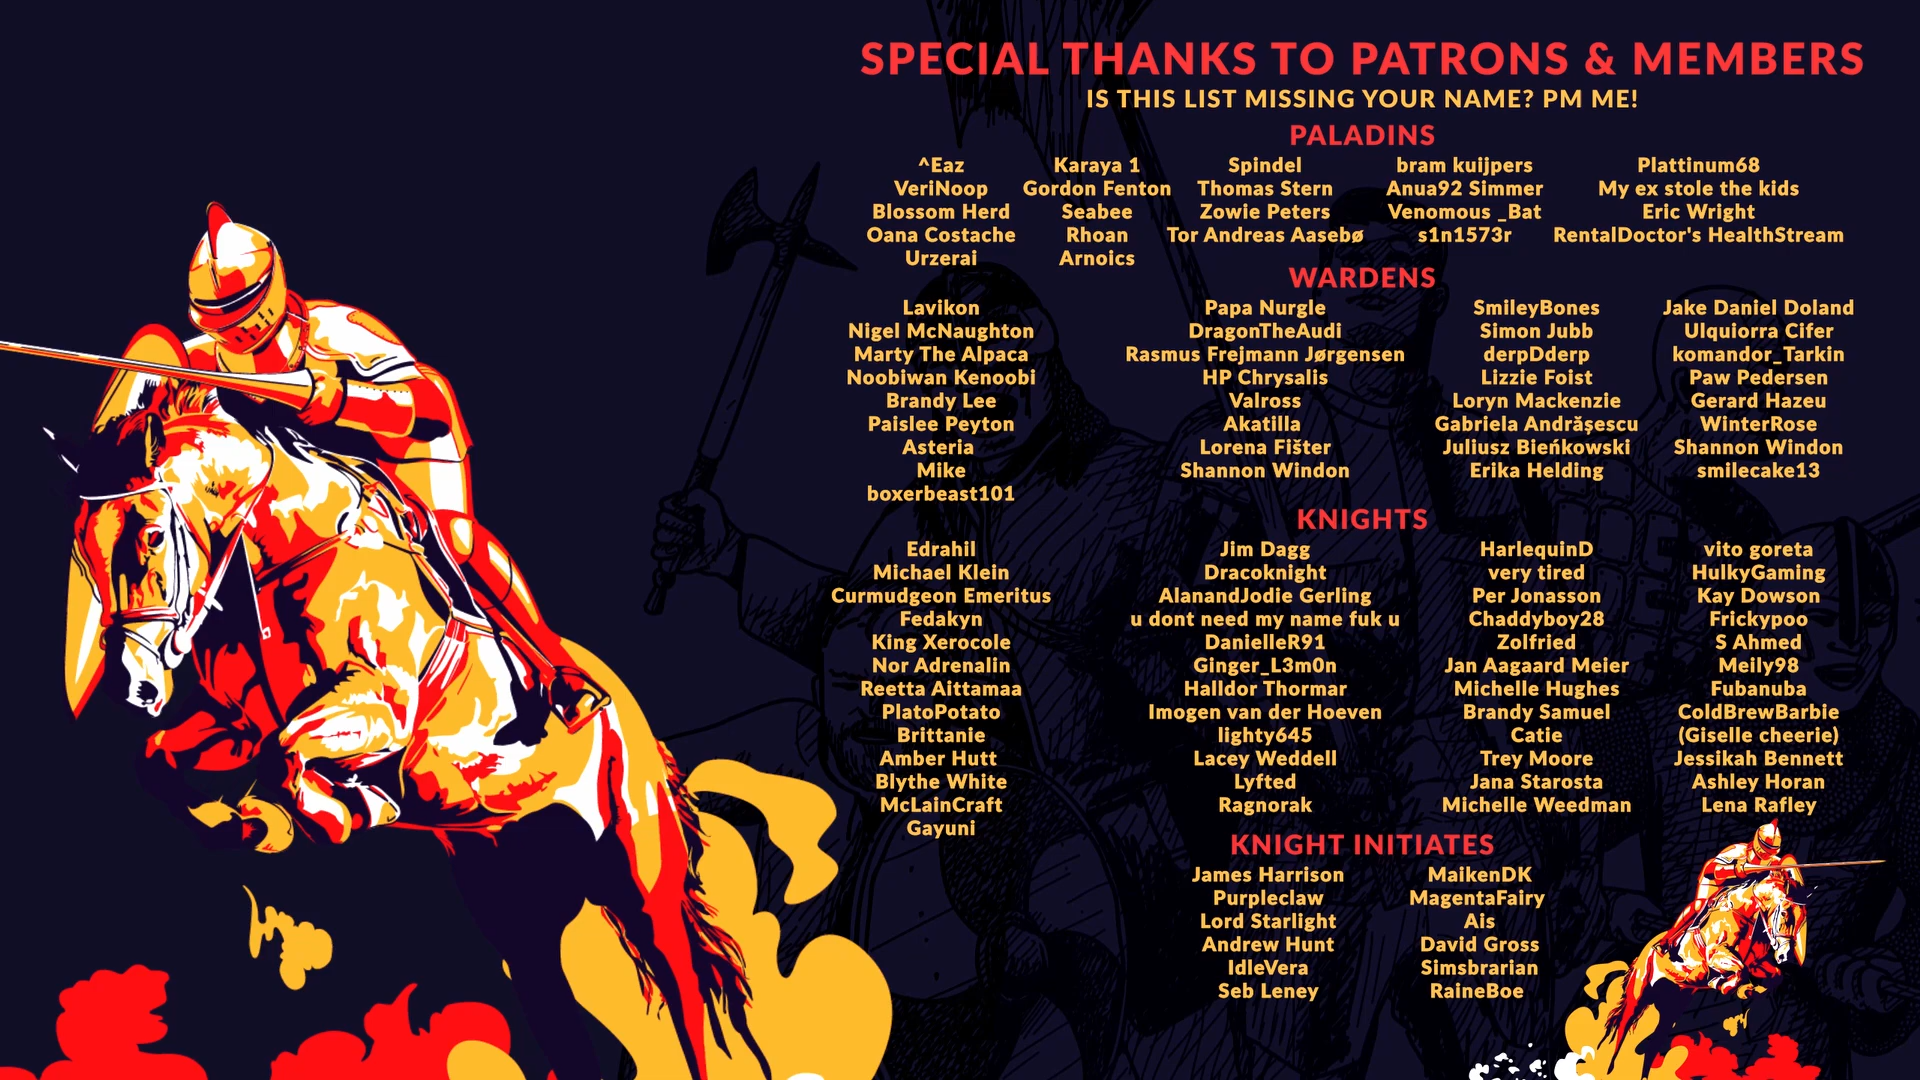 SPECIAL THANKS TO PATRONS & MEMBERS
IS THIS LIST MISSING YOUR NAME? PM ME!
PALADINS
^Eaz
VeriNoop
Blossom Herd
Oana Costache
Urzerai
Karaya 1
Gordon Fenton
Seabee
Rhoan
Arnoics
Spindel
Thomas Stern
Zowie Peters
Tor Andreas Aasebø
bram kuijpers
Anua92 Simmer
Venomous _Bat
s1n1573r
Plattinum68
My ex stole the kids
Eric Wright
RentalDoctor's HealthStream
WARDENS
Lavikon
Nigel McNaughton
Marty The Alpaca
Noobiwan Kenoobi
Brandy Lee
Paislee Peyton
Asteria
Mike
boxerbeast101
Papa Nurgle
DragonTheAudi
Rasmus Frejmann Jørgensen
HP Chrysalis
Valross
Akatilla
Lorena Fišter
Shannon Windon
SmileyBones
Simon Jubb
derpDderp
Lizzie Foist
Loryn Mackenzie
Gabriela Andrășescu
Juliusz Bieńkowski
Erika Helding
Jake Daniel Doland
Ulquiorra Cifer
komandor_Tarkin
Paw Pedersen
Gerard Hazeu
WinterRose
Shannon Windon
smilecake13
KNIGHTS
Edrahil
Michael Klein
Curmudgeon Emeritus
Fedakyn
King Xerocole
Nor Adrenalin
Reetta Aittamaa
PlatoPotato
Brittanie
Amber Hutt
Blythe White
McLainCraft
Gayuni
Jim Dagg
Dracoknight
AlanandJodie Gerling
u dont need my name fuk u
DanielleR91
Ginger_L3m0n
Halldor Thormar
Imogen van der Hoeven
lighty645
Lacey Weddell
Lyfted
Ragnorak
HarlequinD
very tired
Per Jonasson
Chaddyboy28
Zolfried
Jan Aagaard Meier
Michelle Hughes
Brandy Samuel
Catie
Trey Moore
Jana Starosta
Michelle Weedman
vito goreta
HulkyGaming
Kay Dowson
Frickypoo
S Ahmed
Meily98
Fubanuba
ColdBrewBarbie
(Giselle cheerie)
Jessikah Bennett
Ashley Horan
Lena Rafley
KNIGHT INITIATES
James Harrison
Purpleclaw
Lord Starlight
Andrew Hunt
IdleVera
Seb Leney
MaikenDK
MagentaFairy
Ais
David Gross
Simsbrarian
RaineBoe